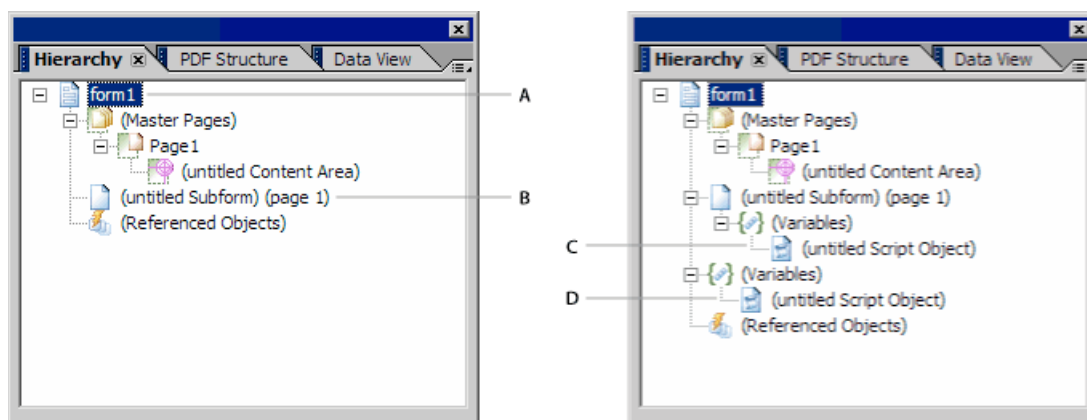 Hierarchy PDF Structure Data View
form1
A
(Master Pages)
Page1
(untitled Content Area)
(untitled Subform) (page 1)
B
(Referenced Objects)
Hierarchy PDF Structure Data View
form1
(Master Pages)
Page1
(untitled Content Area)
(untitled Subform) (page 1)
(Variables)
C
(untitled Script Object)
(Variables)
D
(untitled Script Object)
(Referenced Objects)